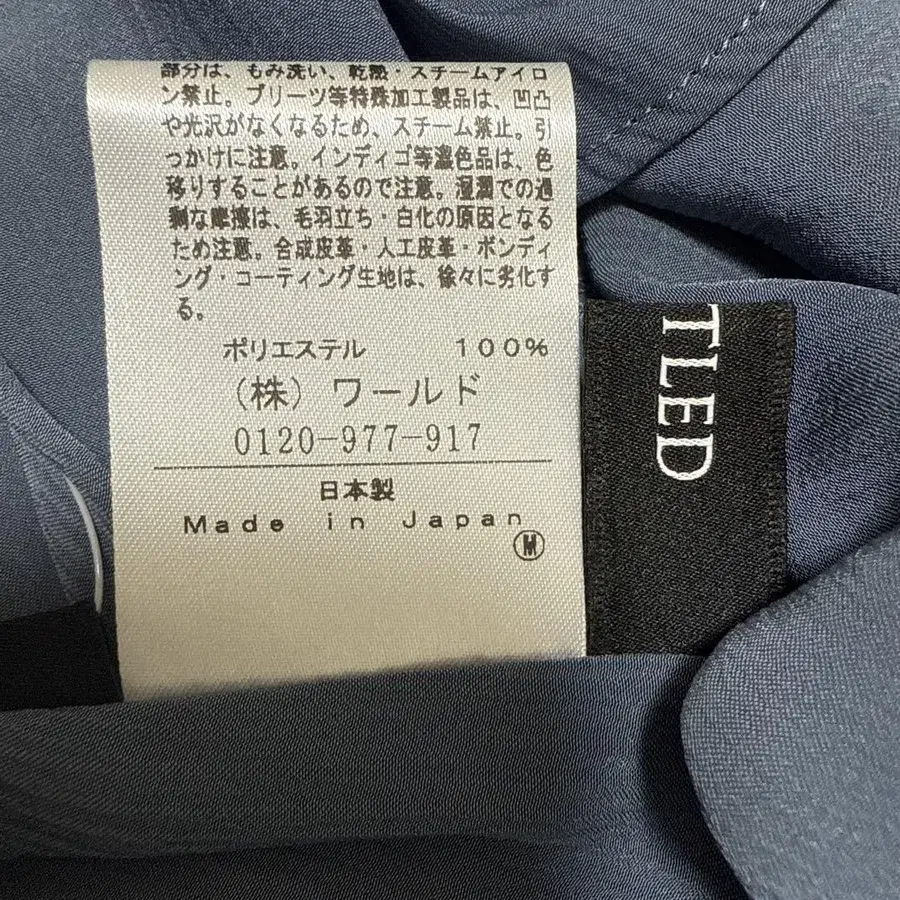 部分は、もみ洗い、乾燥・スチームアイロ
ン禁止。プリーツ等特殊加工製品は、凹凸
や光沢がなくなるため、スチーム禁止。引
っかけに注意。インディゴ等濃色品は、色
移りすることがあるので注意。湿潤での過
剰な摩擦は、毛羽立ち・白化の原因となる
ため注意。合成皮革・人工皮革・ボンディ
ング・コーティング生地は、徐々に劣化す
る。
ポリエステル 100%
(株) ワールド
0120-977-917
日本製
Made in Japan
M
TLED